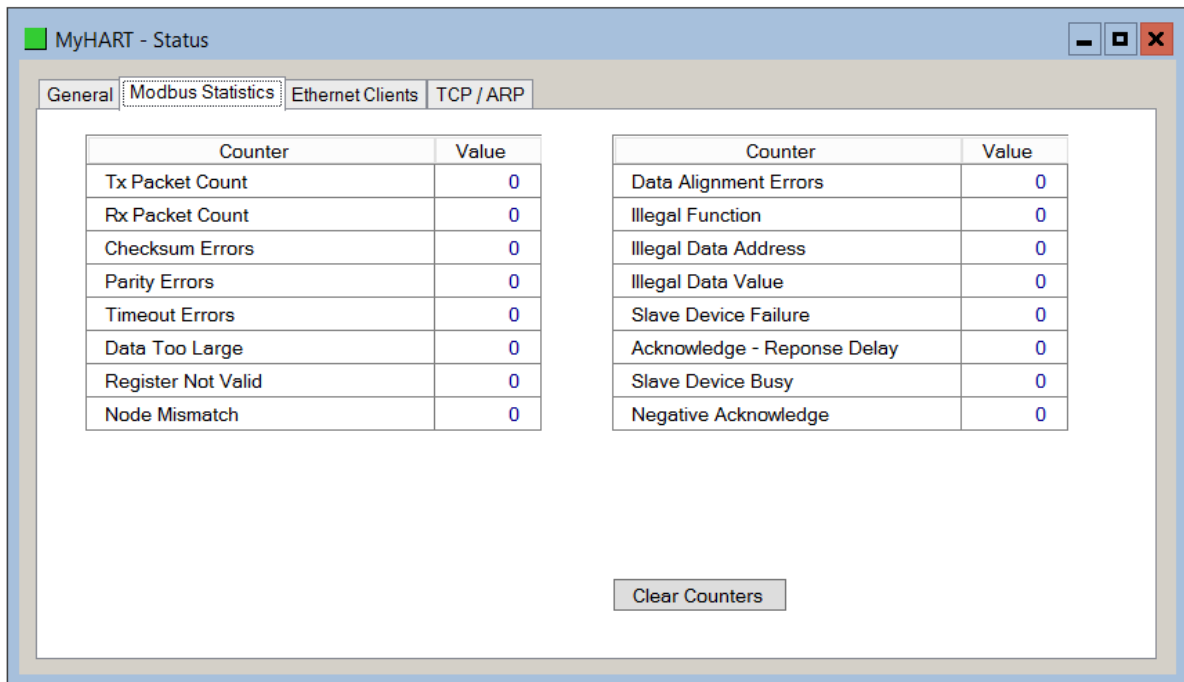 MyHART - Status
General Modbus Statistics Ethernet Clients TCP / ARP
Counter Value
Tx Packet Count 0
Rx Packet Count 0
Checksum Errors 0
Parity Errors 0
Timeout Errors 0
Data Too Large 0
Register Not Valid 0
Node Mismatch 0
Counter Value
Data Alignment Errors 0
Illegal Function 0
Illegal Data Address 0
Illegal Data Value 0
Slave Device Failure 0
Acknowledge - Reponse Delay 0
Slave Device Busy 0
Negative Acknowledge 0
Clear Counters